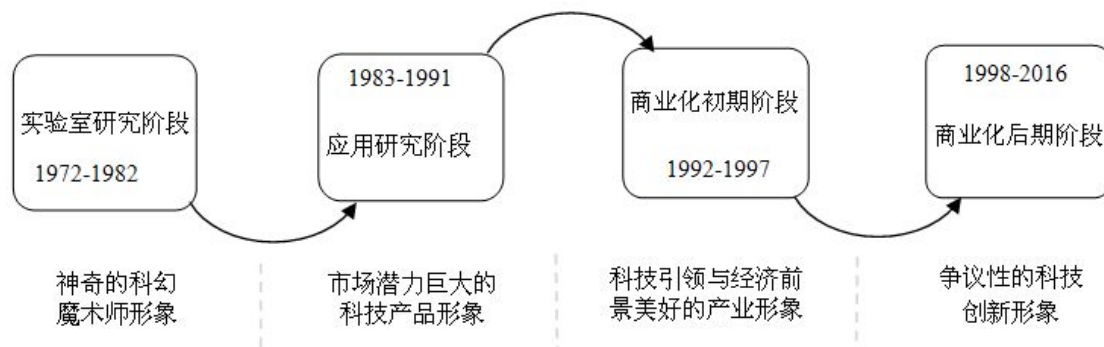 实验室研究阶段
1972-1982
1983-1991
应用研究阶段
商业化初期阶段
1992-1997
1998-2016
商业化后期阶段
神奇的科幻
魔术师形象
市场潜力巨大的
科技产品形象
科技引领与经济前
景美好的产业形象
争议性的科技
创新形象